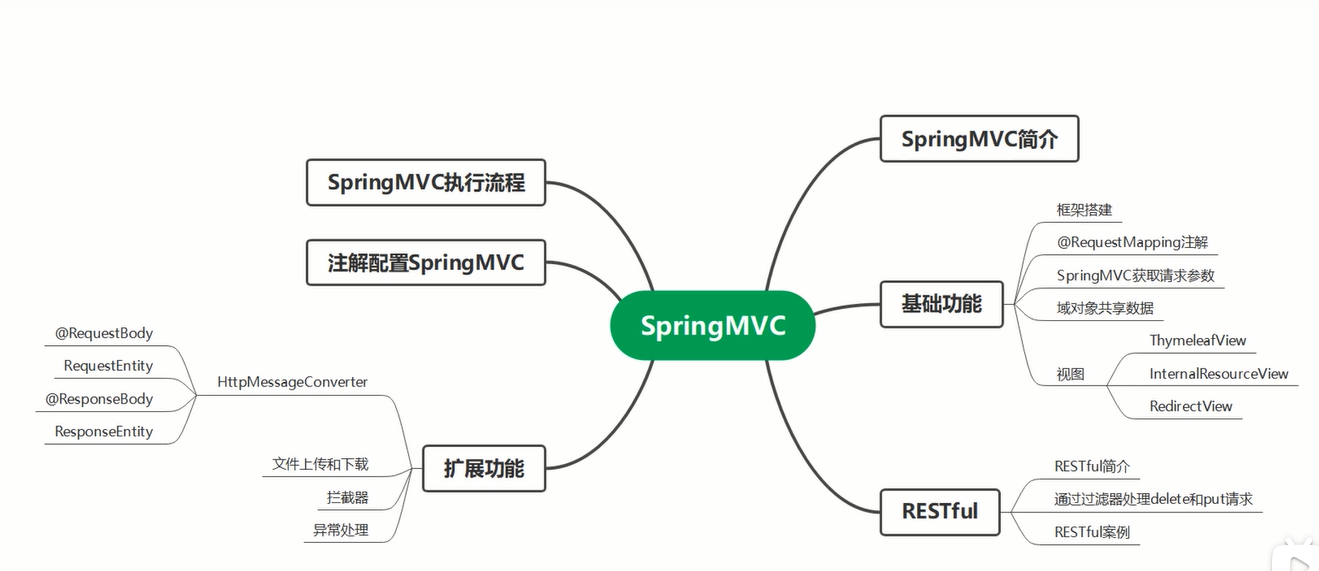 SpringMVC
SpringMVC简介
基础功能
框架搭建
@RequestMapping注解
SpringMVC获取请求参数
域对象共享数据
视图
ThymeleafView
InternalResourceView
RedirectView
RESTful
RESTful简介
通过过滤器处理delete和put请求
RESTful案例
扩展功能
HttpMessageConverter
@RequestBody
RequestEntity
@ResponseBody
ResponseEntity
文件上传和下载
拦截器
异常处理
注解配置SpringMVC
SpringMVC执行流程